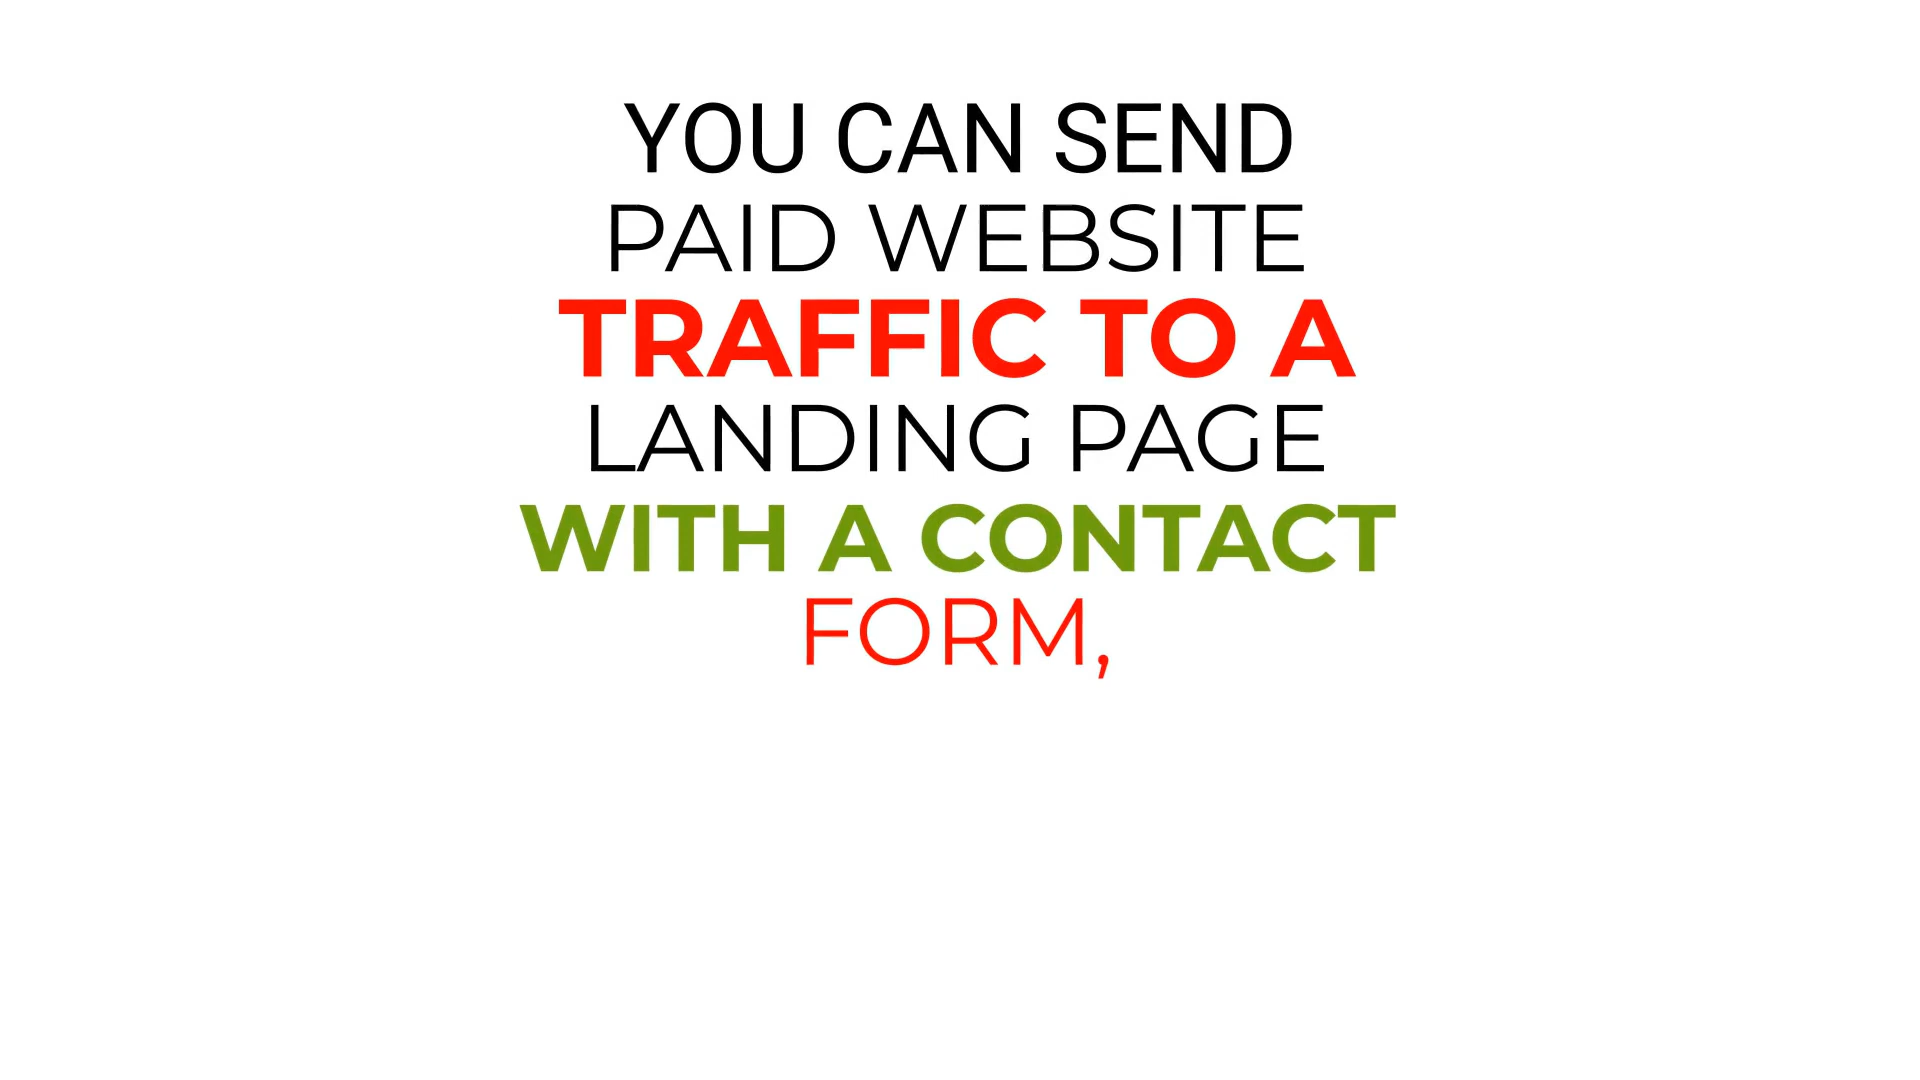 YOU CAN SEND
PAID WEBSITE
TRAFFIC TO A
LANDING PAGE
WITH A CONTACT
FORM,